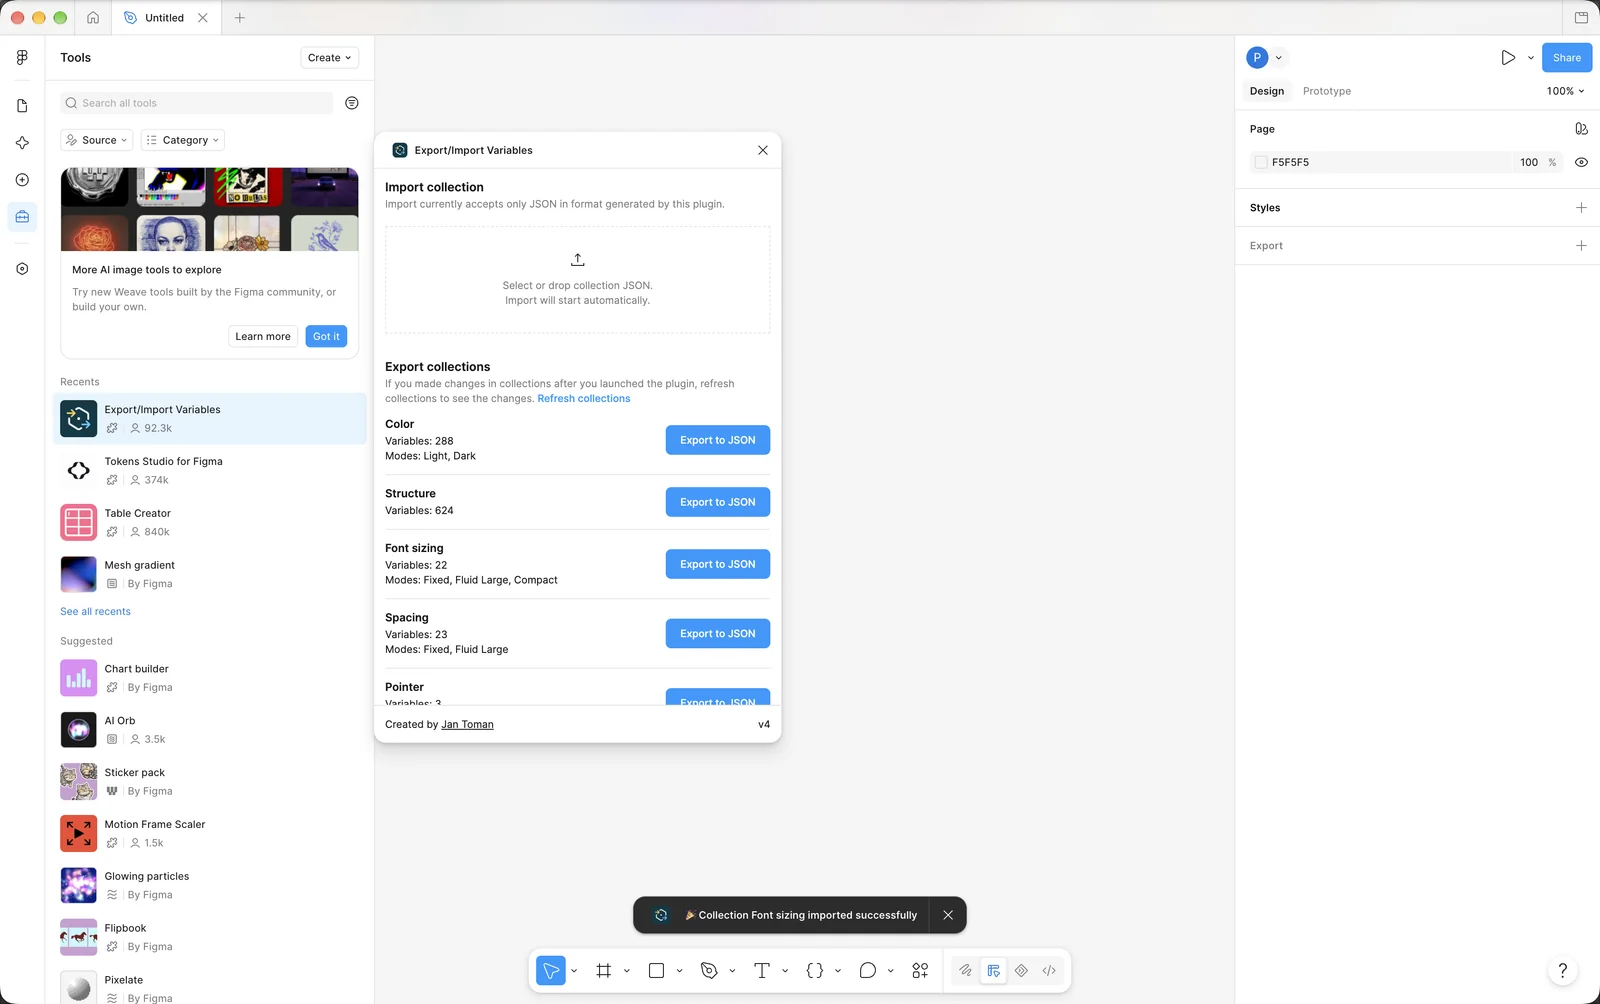 Untitled
Tools
Create
Search all tools
Source
Category
NO BULLS
More AI image tools to explore
Try new Weave tools built by the Figma community, or
build your own.
Learn more
Got it
Recents
Export/Import Variables
92.3k
Tokens Studio for Figma
374k
Table Creator
840k
Mesh gradient
By Figma
See all recents
Suggested
Chart builder
By Figma
AI Orb
3.5k
Sticker pack
By Figma
Motion Frame Scaler
1.5k
Glowing particles
By Figma
Flipbook
By Figma
Pixelate
By Figma
Export/Import Variables
Import collection
Import currently accepts only JSON in format generated by this plugin.
Select or drop collection JSON.
Import will start automatically.
Export collections
If you made changes in collections after you launched the plugin, refresh
collections to see the changes. Refresh collections
Color
Variables: 288
Modes: Light, Dark
Export to JSON
Structure
Variables: 624
Export to JSON
Font sizing
Variables: 22
Modes: Fixed, Fluid Large, Compact
Export to JSON
Spacing
Variables: 23
Modes: Fixed, Fluid Large
Export to JSON
Pointer
Variables: 3
Export to JSON
Created by Jan Toman
v4
🎉 Collection Font sizing imported successfully
P
Share
Design
Prototype
100%
Page
F5F5F5
100 %
Styles
Export
?